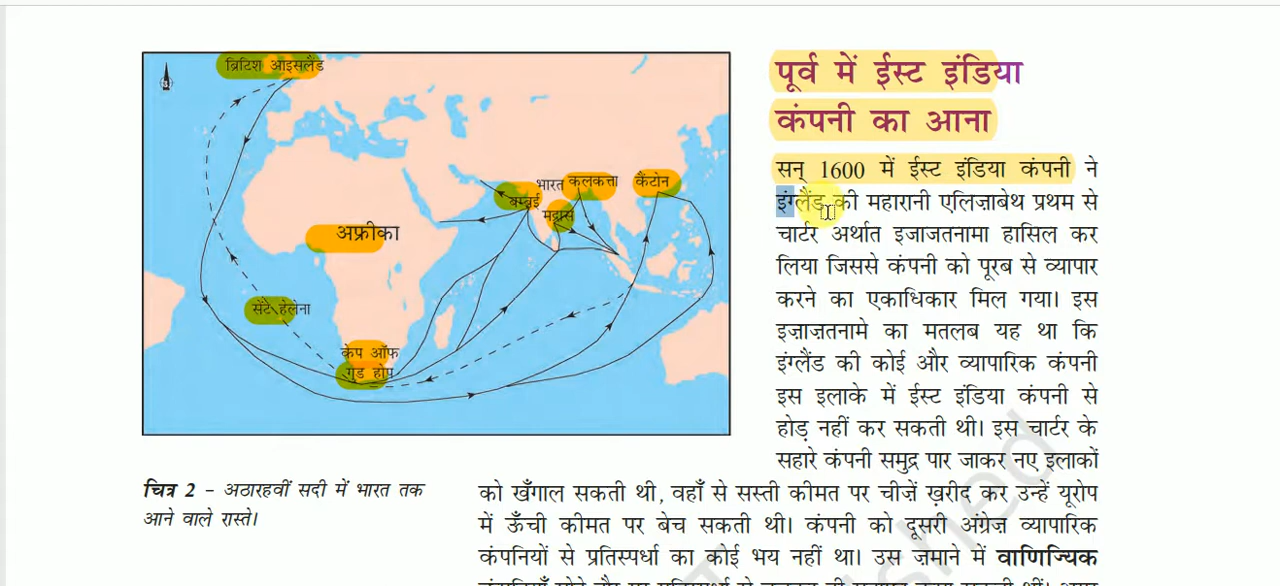 ब्रिटिश आइसलैंड
भारत
कलकत्ता
कैंटोन
बम्बई
मद्रास
अफ्रीका
सेंट हेलेना
केप ऑफ
गुड होप
चित्र 2 – अठारहवीं सदी में भारत तक
आने वाले रास्ते।
पूर्व में ईस्ट इंडिया
कंपनी का आना
सन् 1600 में ईस्ट इंडिया कंपनी ने
इंग्लैंड की महारानी एलिज़ाबेथ प्रथम से
चार्टर अर्थात इजाजतनामा हासिल कर
लिया जिससे कंपनी को पूरब से व्यापार
करने का एकाधिकार मिल गया। इस
इज़ाज़तनामे का मतलब यह था कि
इंग्लैंड की कोई और व्यापारिक कंपनी
इस इलाके में ईस्ट इंडिया कंपनी से
होड़ नहीं कर सकती थी। इस चार्टर के
सहारे कंपनी समुद्र पार जाकर नए इलाकों
को खँगाल सकती थी, वहाँ से सस्ती कीमत पर चीज़ें ख़रीद कर उन्हें यूरोप
में ऊँची कीमत पर बेच सकती थी। कंपनी को दूसरी अंग्रेज़ व्यापारिक
कंपनियों से प्रतिस्पर्धा का कोई भय नहीं था। उस ज़माने में वाणिज्यिक